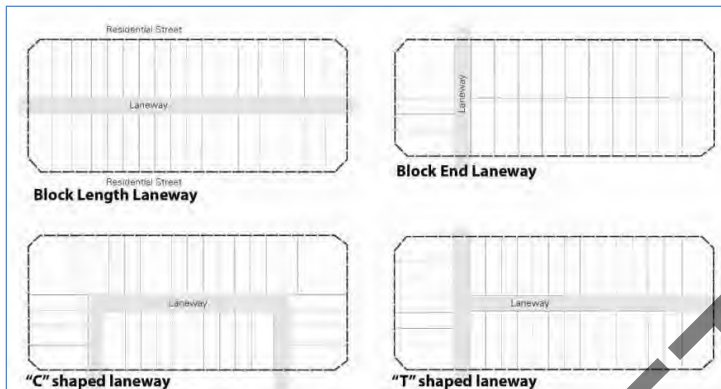 Residential Street
Laneway
Residential Street
Block Length Laneway
Laneway
Block End Laneway
Laneway
"C" shaped laneway
Laneway
"T" shaped laneway